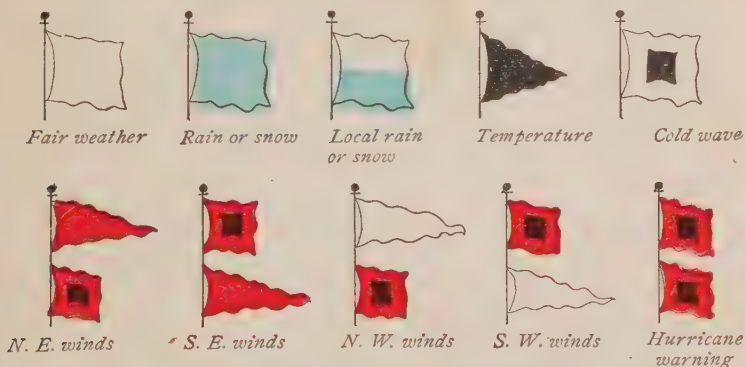 Fair weather
Rain or snow
Local rain
or snow
Temperature
Cold wave
N. E. winds
S. E. winds
N. W. winds
S. W. winds
Hurricane
warning